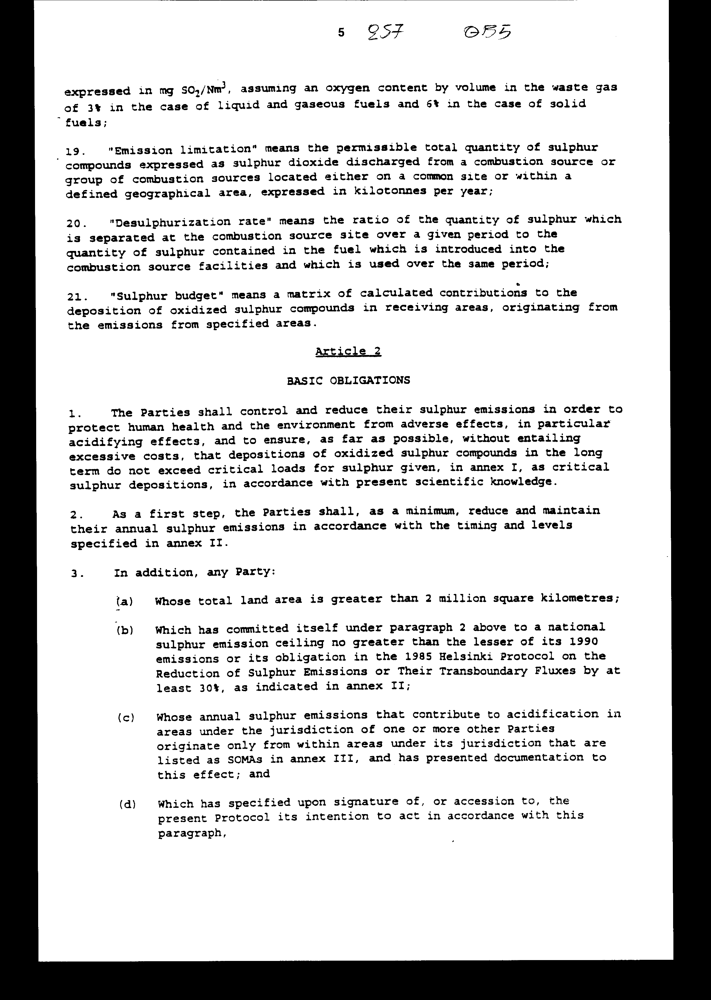 5 257
expressed in mg SO₂/Nm³, assuming an oxygen content by volume in the waste gas
of 3% in the case of liquid and gaseous fuels and 6% in the case of solid
fuels;
19. "Emission limitation" means the permissible total quantity of sulphur
compounds expressed as sulphur dioxide discharged from a combustion source or
group of combustion sources located either on a common site or within a
defined geographical area, expressed in kilotonnes per year;
20. "Desulphurization rate" means the ratio of the quantity of sulphur which
is separated at the combustion source site over a given period to the
quantity of sulphur contained in the fuel which is introduced into the
combustion source facilities and which is used over the same period;
21. "Sulphur budget" means a matrix of calculated contributions to the
deposition of oxidized sulphur compounds in receiving areas, originating from
the emissions from specified areas.
Article 2
BASIC OBLIGATIONS
1. The Parties shall control and reduce their sulphur emissions in order to
protect human health and the environment from adverse effects, in particular
acidifying effects, and to ensure, as far as possible, without entailing
excessive costs, that depositions of oxidized sulphur compounds in the long
term do not exceed critical loads for sulphur given, in annex I, as critical
sulphur depositions, in accordance with present scientific knowledge.
2. As a first step, the Parties shall, as a minimum, reduce and maintain
their annual sulphur emissions in accordance with the timing and levels
specified in annex II.
3. In addition, any Party:
(a) Whose total land area is greater than 2 million square kilometres;
(b) Which has committed itself under paragraph 2 above to a national
sulphur emission ceiling no greater than the lesser of its 1990
emissions or its obligation in the 1985 Helsinki Protocol on the
Reduction of Sulphur Emissions or Their Transboundary Fluxes by at
least 30%, as indicated in annex II;
(c) Whose annual sulphur emissions that contribute to acidification in
areas under the jurisdiction of one or more other Parties
originate only from within areas under its jurisdiction that are
listed as SOMAs in annex III, and has presented documentation to
this effect; and
(d) Which has specified upon signature of, or accession to, the
present Protocol its intention to act in accordance with this
paragraph,